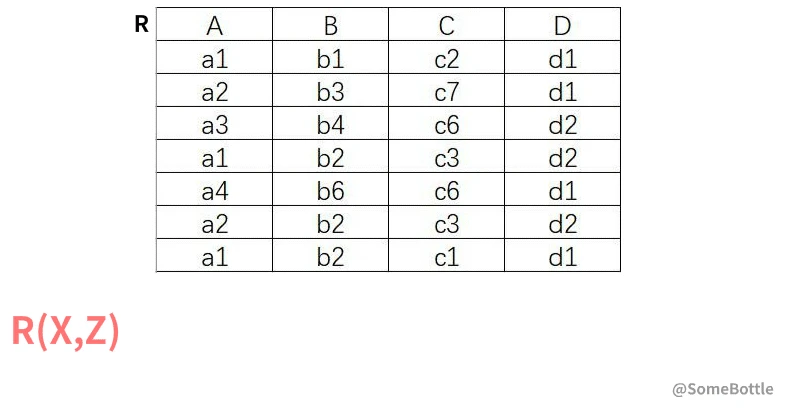 R A B C D
a1 b1 c2 d1
a2 b3 c7 d1
a3 b4 c6 d2
a1 b2 c3 d2
a4 b6 c6 d1
a2 b2 c3 d2
a1 b2 c1 d1
R(X,Z)
@SomeBottle